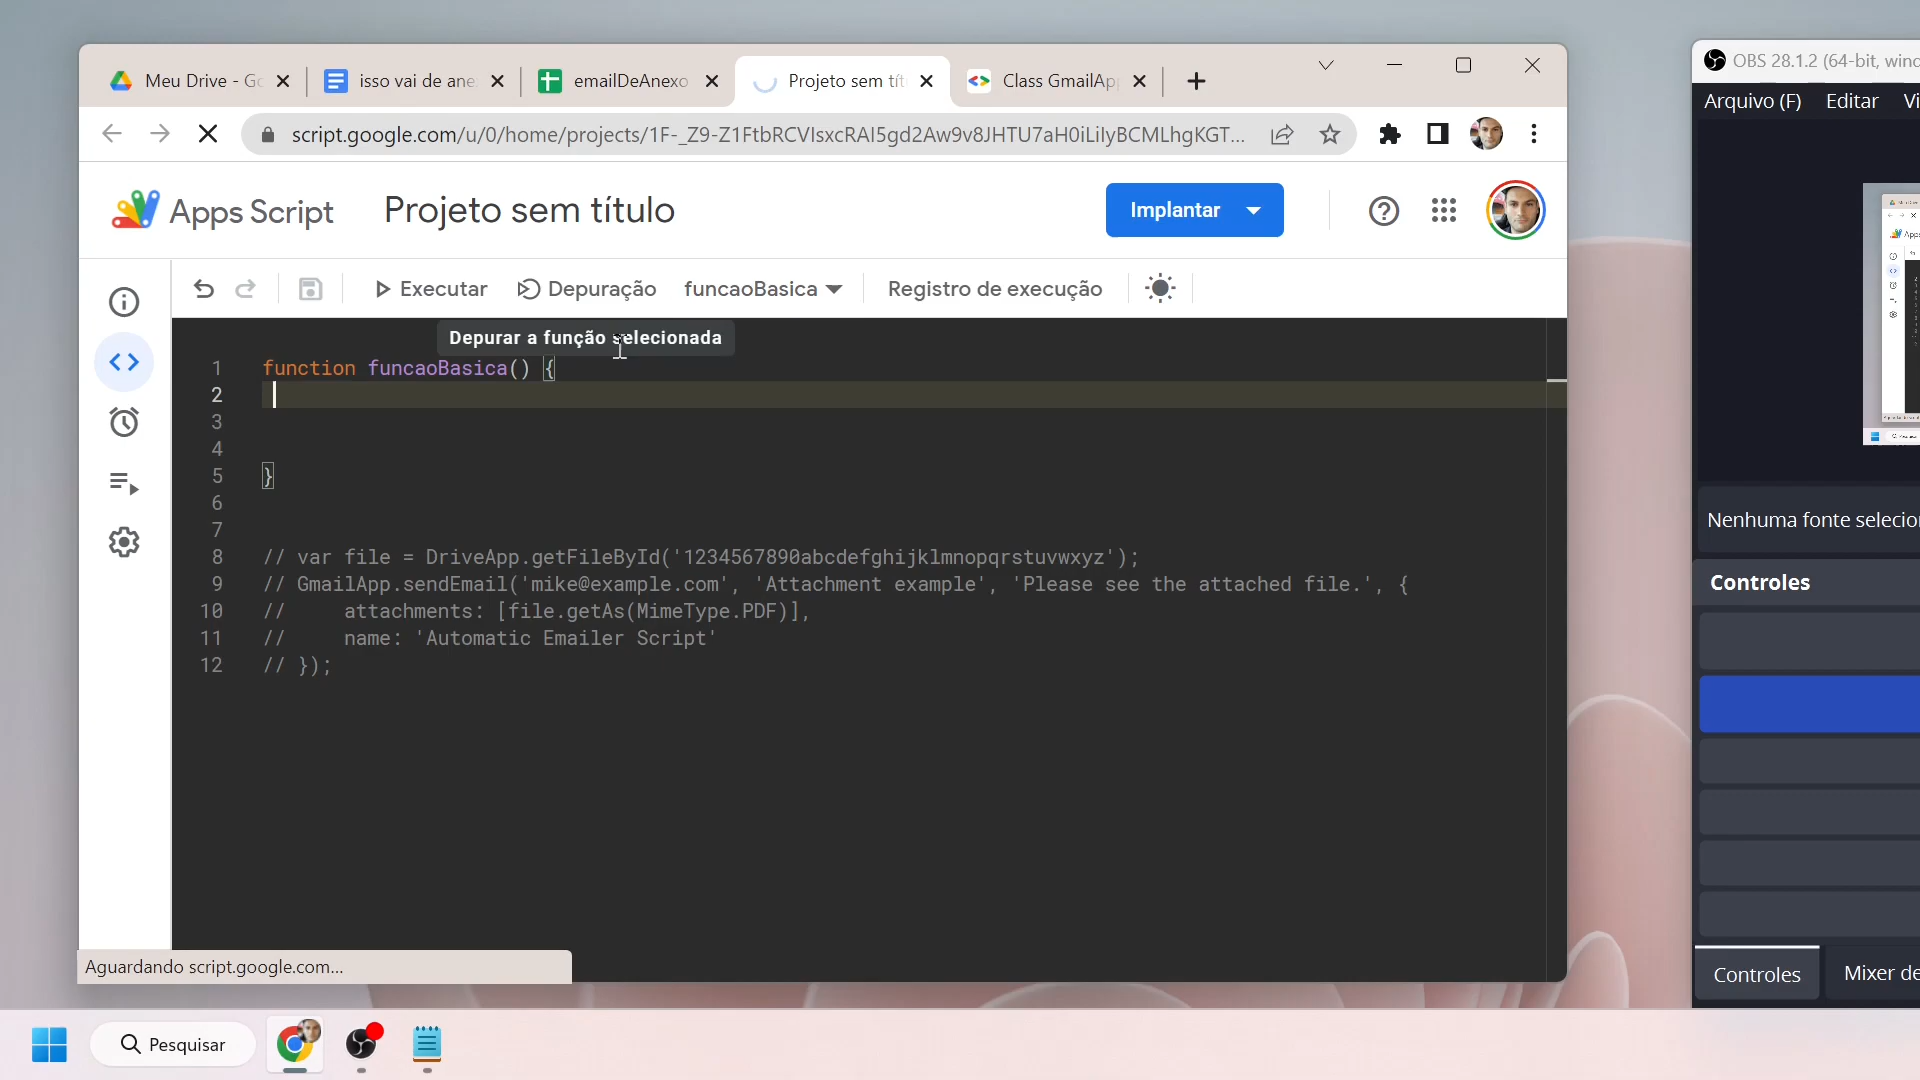 Meu Drive - Go
isso vai de ane
emailDeAnexo
Projeto sem tít
Class GmailAp
script.google.com/u/0/home/projects/1F-_Z9-Z1FtbRCVIsxcRAI5gd2Aw9v8JHTU7aH0iLiIyBCMLhgKGT...
Apps Script
Projeto sem título
Implantar
Executar
Depuração
funcaoBasica
Registro de execução
Depurar a função selecionada
1 function funcaoBasica() {
2
3
4
5 }
6
7
8 // var file = DriveApp.getFileById('1234567890abcdefghijklmnopqrstuvwxyz');
9 // GmailApp.sendEmail('mike@example.com', 'Attachment example', 'Please see the attached file.', {
10 //     attachments: [file.getAs(MimeType.PDF)],
11 //     name: 'Automatic Emailer Script'
12 // });
Aguardando script.google.com...
OBS 28.1.2 (64-bit, winc
Arquivo (F)
Editar
Vi
Nenhuma fonte selecion
Controles
Controles
Mixer de
Pesquisar